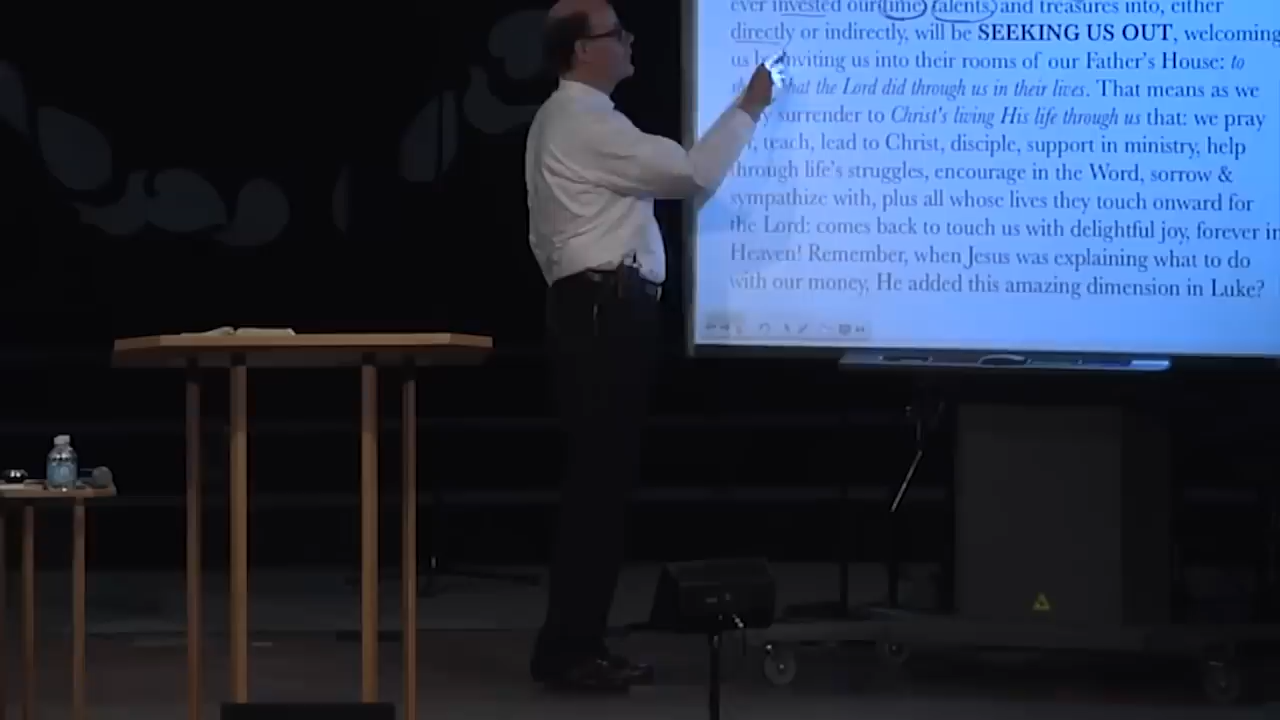 ever invested our time talents and treasures into, either
directly or indirectly, will be SEEKING US OUT, welcoming
us inviting us into their rooms of our Father's House: to
the Lord did through us in their lives. That means as we
surrender to Christ's living His life through us that: we pray
teach, lead to Christ, disciple, support in ministry, help
through life's struggles, encourage in the Word, sorrow &
sympathize with, plus all whose lives they touch onward for
the Lord: comes back to touch us with delightful joy, forever in
Heaven! Remember, when Jesus was explaining what to do
with our money, He added this amazing dimension in Luke?